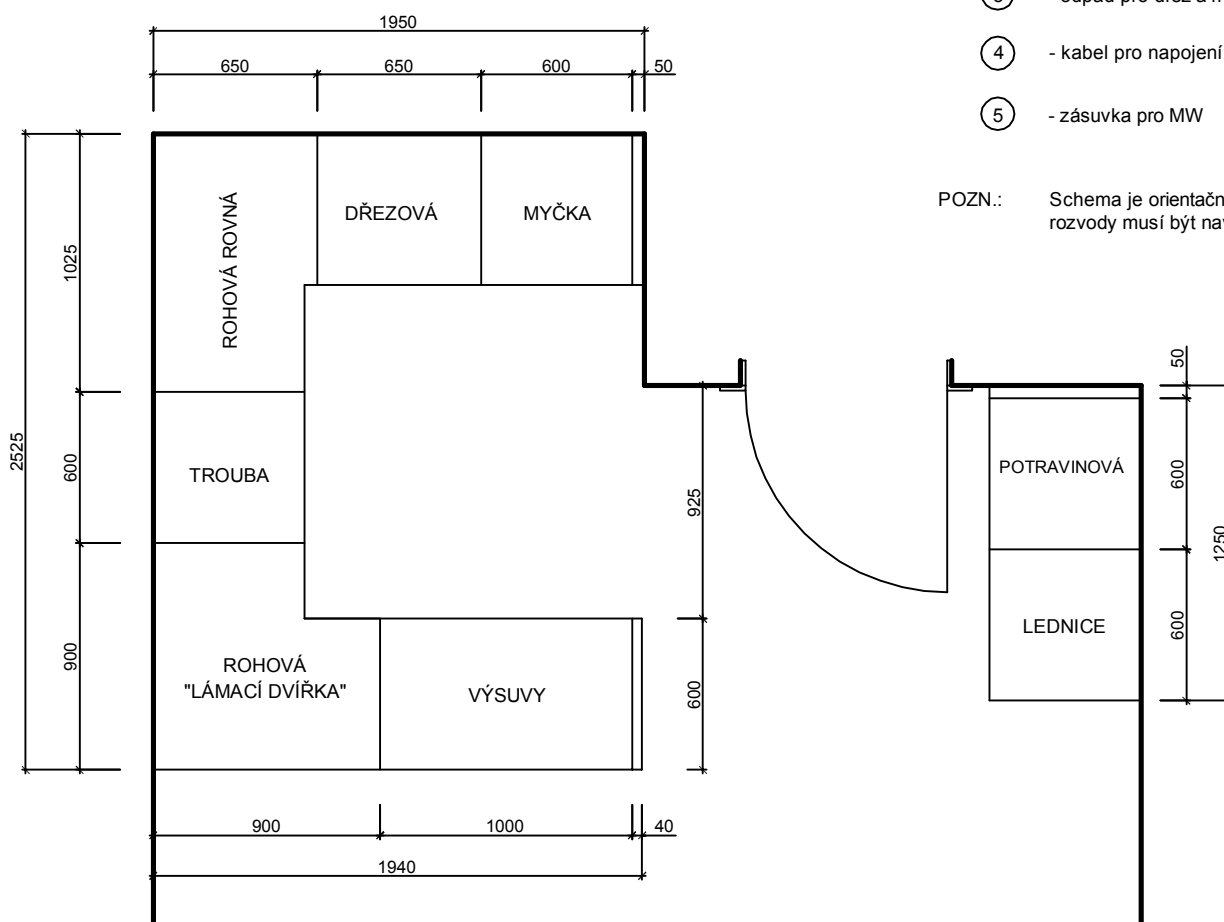 1950
650
650
600
50
2525
1025
600
900
ROHOVÁ ROVNÁ
DŘEZOVÁ
MYČKA
TROUBA
ROHOVÁ
"LÁMACÍ DVÍŘKA"
VÝSUVY
900
1000
40
1940
925
600
4
- kabel pro napojení
5
- zásuvka pro MW
POZN.:
Schema je orientačn
rozvody musí být nav
50
600
1250
600
POTRAVINOVÁ
LEDNICE